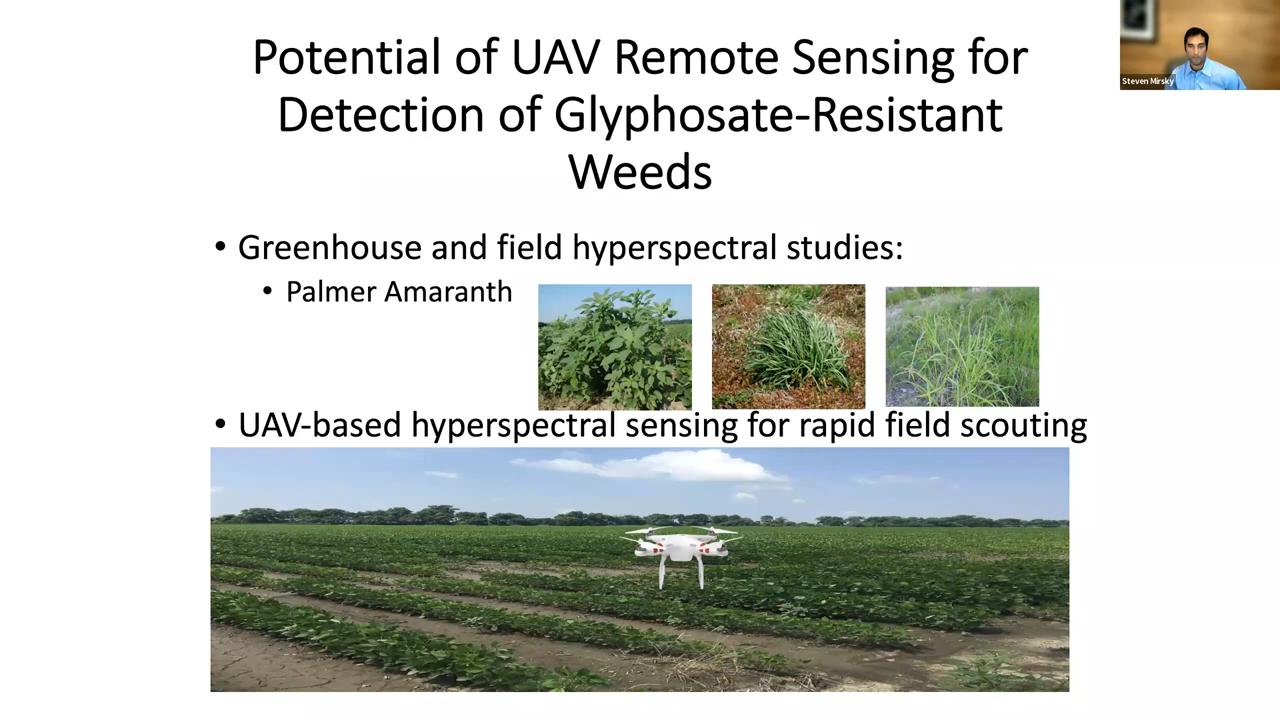 Potential of UAV Remote Sensing for
Detection of Glyphosate-Resistant
Weeds
Steven Mirsky
• Greenhouse and field hyperspectral studies:
• Palmer Amaranth
• UAV-based hyperspectral sensing for rapid field scouting